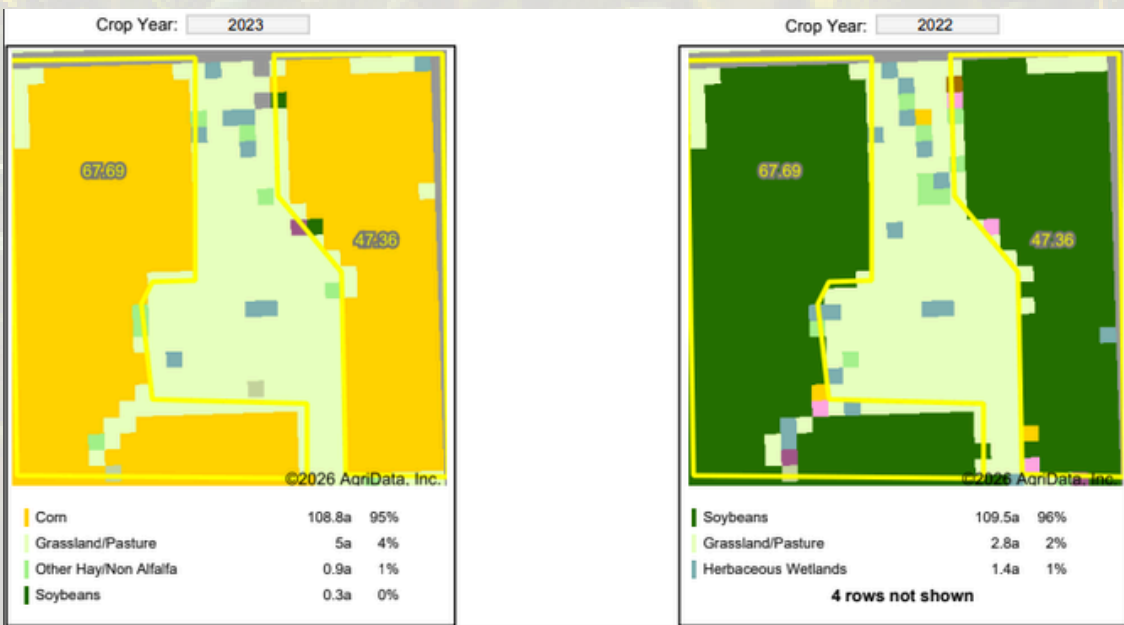 Crop Year: 2023
67.69
47.36
©2026 AgriData, Inc.
Corn 108.8a 95%
Grassland/Pasture 5a 4%
Other Hay/Non Alfalfa 0.9a 1%
Soybeans 0.3a 0%
Crop Year: 2022
67.69
47.36
©2026 AgriData, Inc.
Soybeans 109.5a 96%
Grassland/Pasture 2.8a 2%
Herbaceous Wetlands 1.4a 1%
4 rows not shown